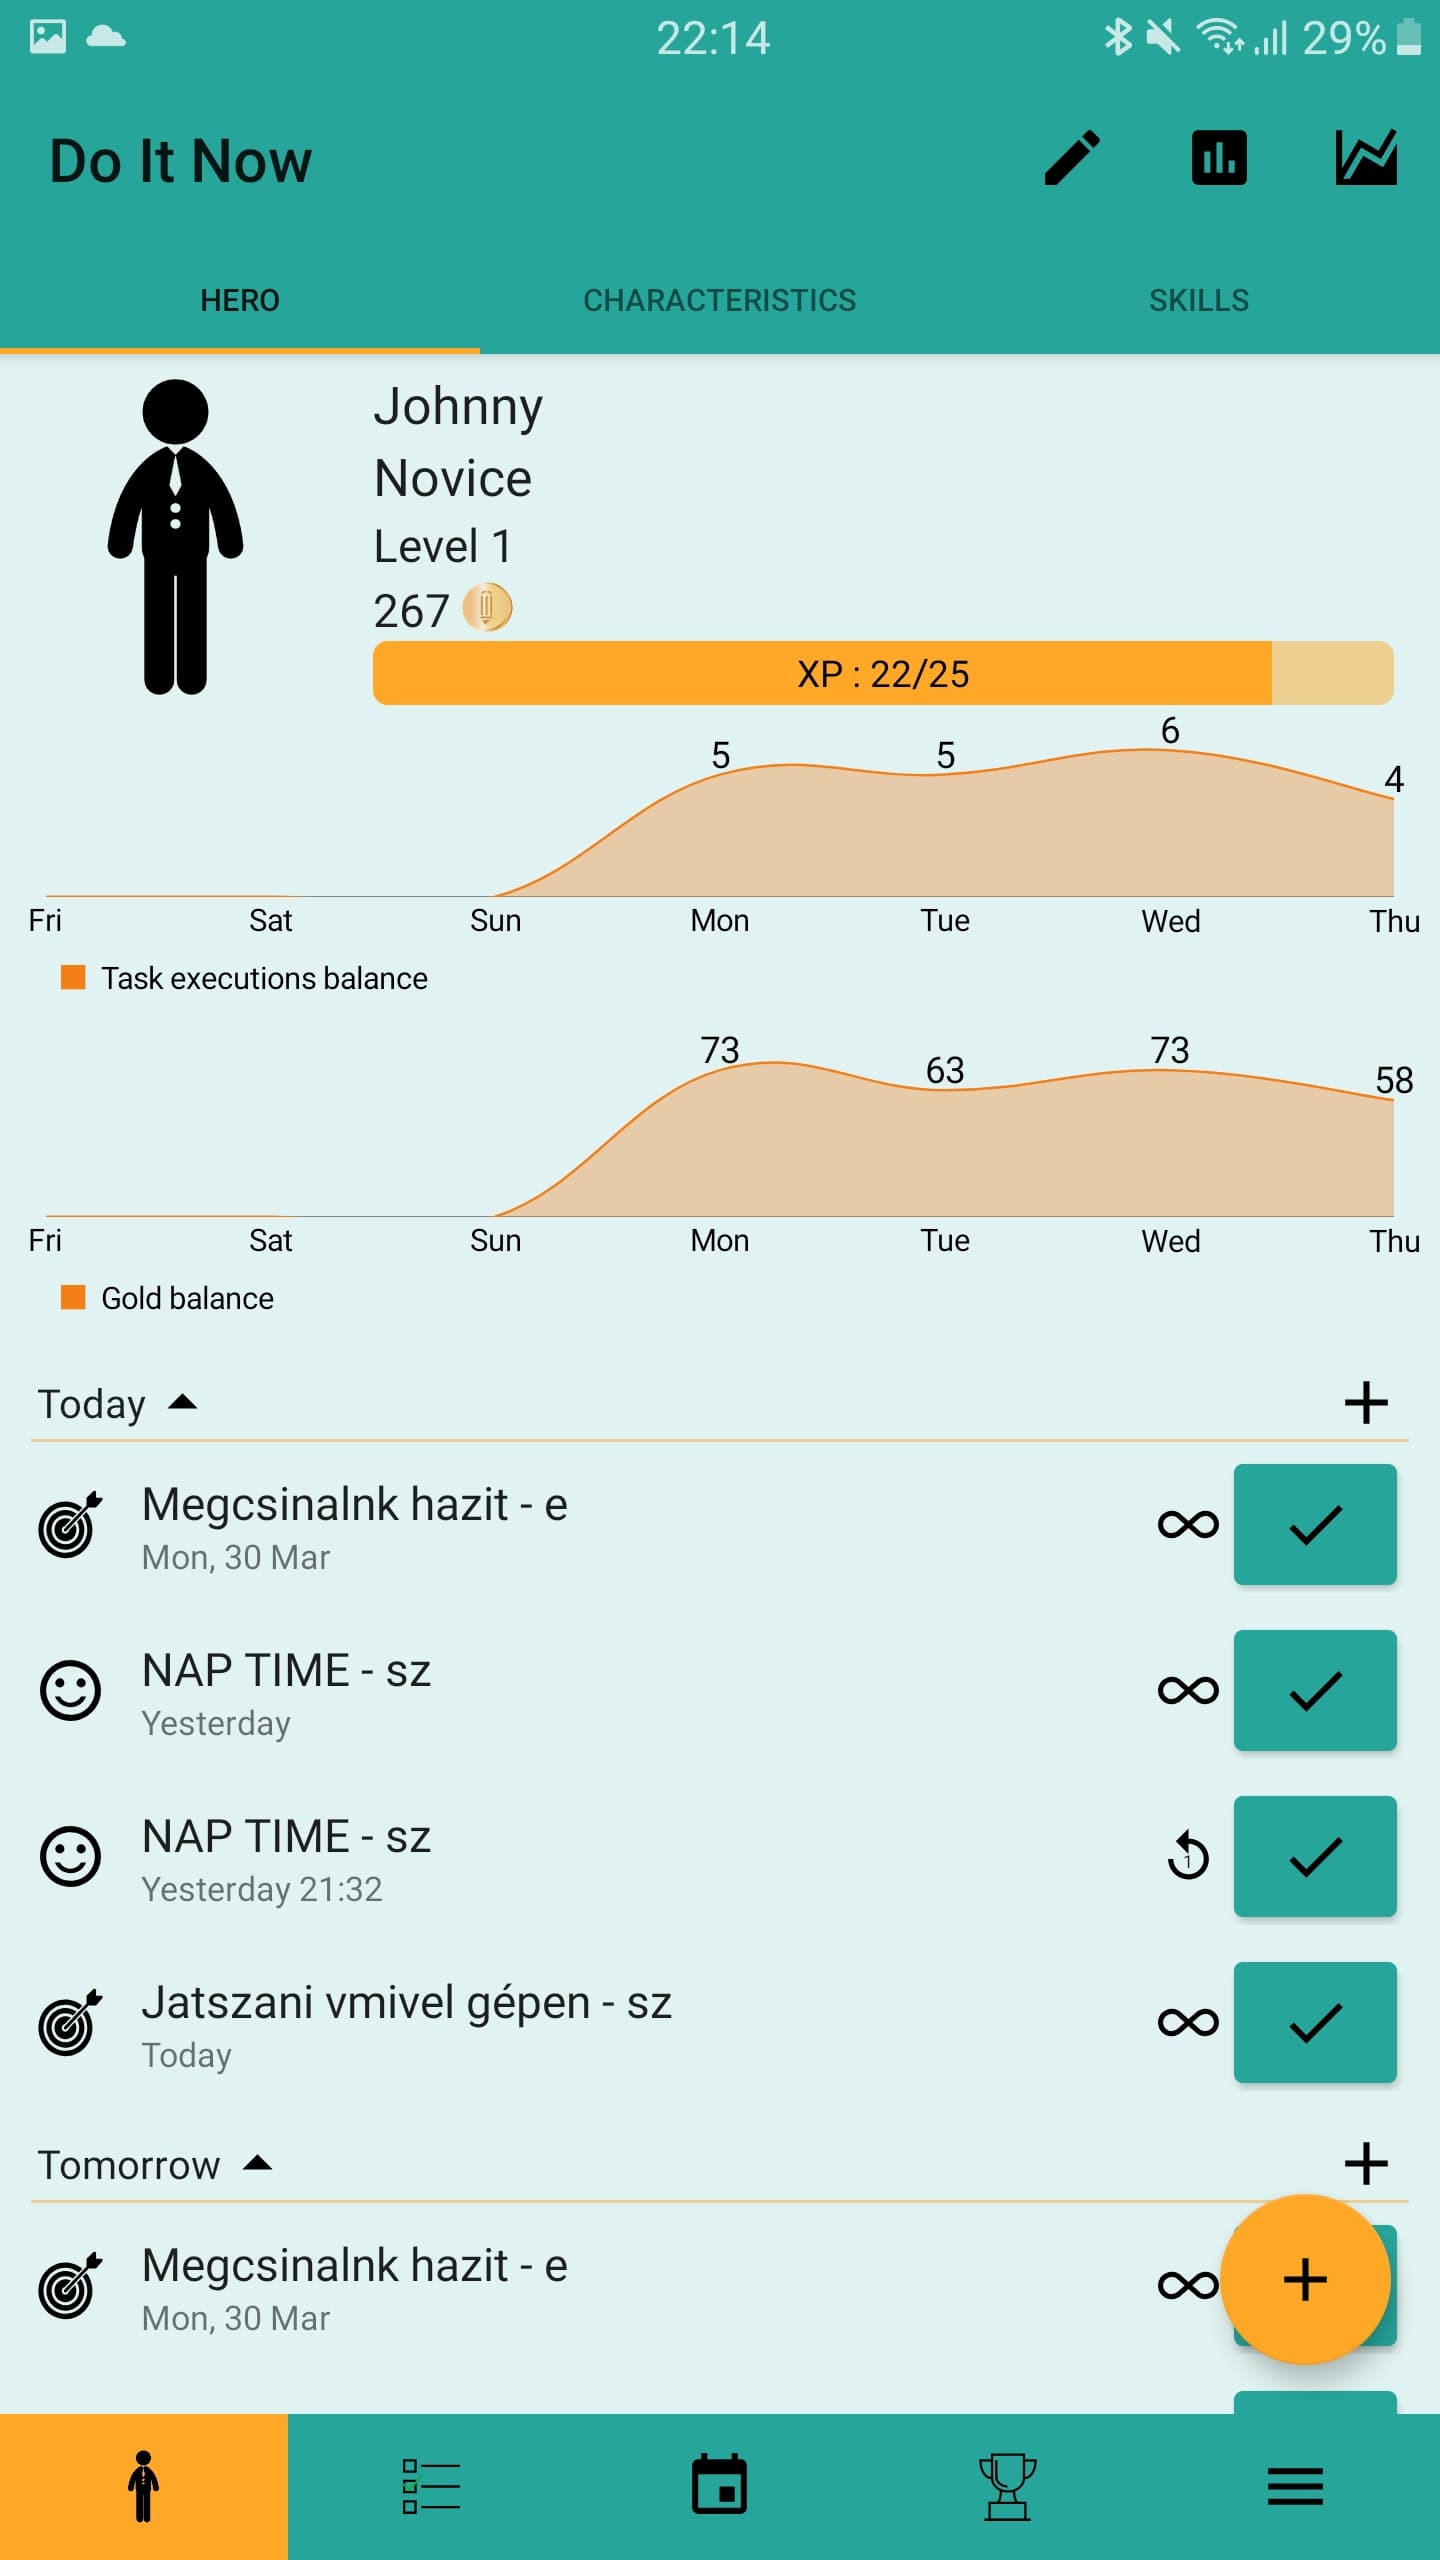 22:14 29%
Do It Now
HERO CHARACTERISTICS SKILLS
Johnny
Novice
Level 1
267
XP : 22/25
5 5 6 4
Fri Sat Sun Mon Tue Wed Thu
Task executions balance
73 63 73 58
Fri Sat Sun Mon Tue Wed Thu
Gold balance
Today
Megcsinalnk hazit - e
Mon, 30 Mar
NAP TIME - sz
Yesterday
NAP TIME - sz
Yesterday 21:32
1
Jatszani vmivel gépen - sz
Today
Tomorrow
Megcsinalnk hazit - e
Mon, 30 Mar